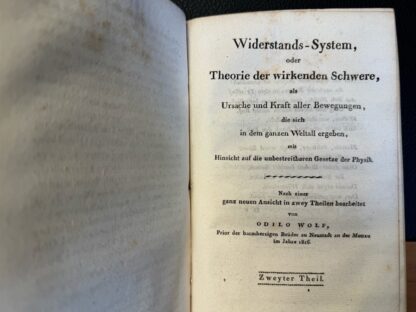 Widerstands-System,
oder
Theorie der wirkenden Schwere,
als
Ursache und Kraft aller Bewegungen,
die sich
in dem ganzen Weltall ergeben,
mit
Hinsicht auf die unbestreitbaren Gesetze der Physik.
Nach einer
ganz neuen Ansicht in zwey Theilen bearbeitet
von
ODILO WOLF,
Prior der barmherzigen Brüder zu Neustadt an der Mettau
im Jahre 1816.
Zweyter Theil.